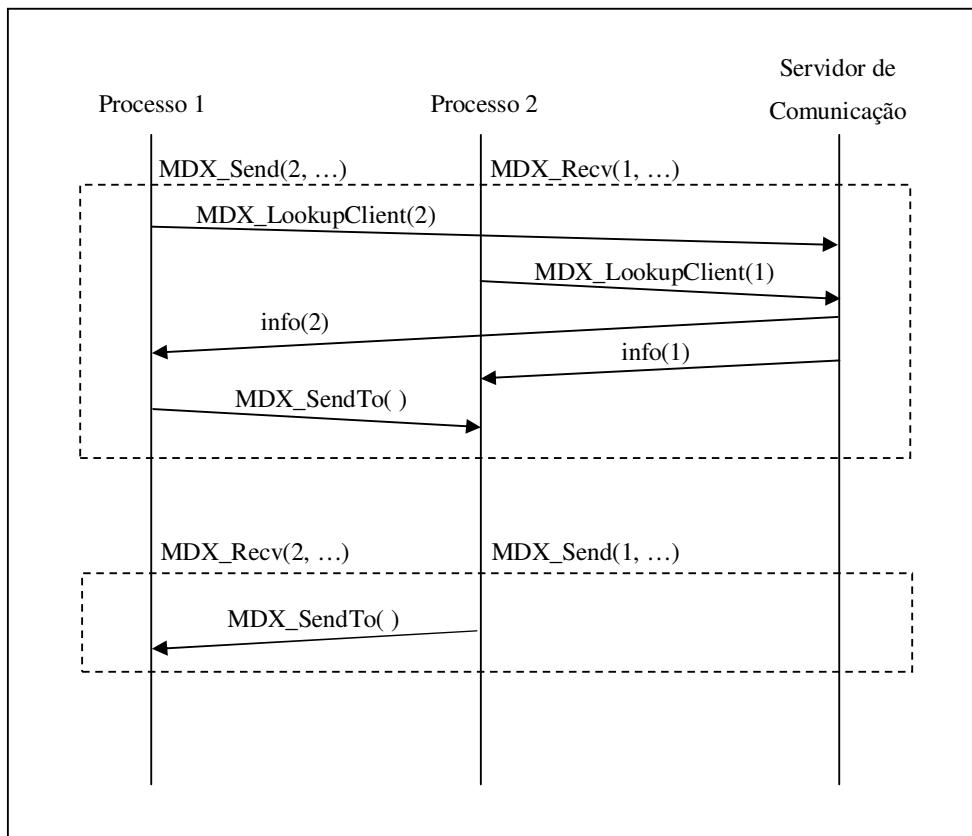 Servidor de
Comunicação
Processo 1
Processo 2
MDX_Send(2, …)
MDX_Recv(1, …)
MDX_LookupClient(2)
MDX_LookupClient(1)
info(2)
info(1)
MDX_SendTo( )
MDX_Recv(2, …)
MDX_Send(1, …)
MDX_SendTo( )